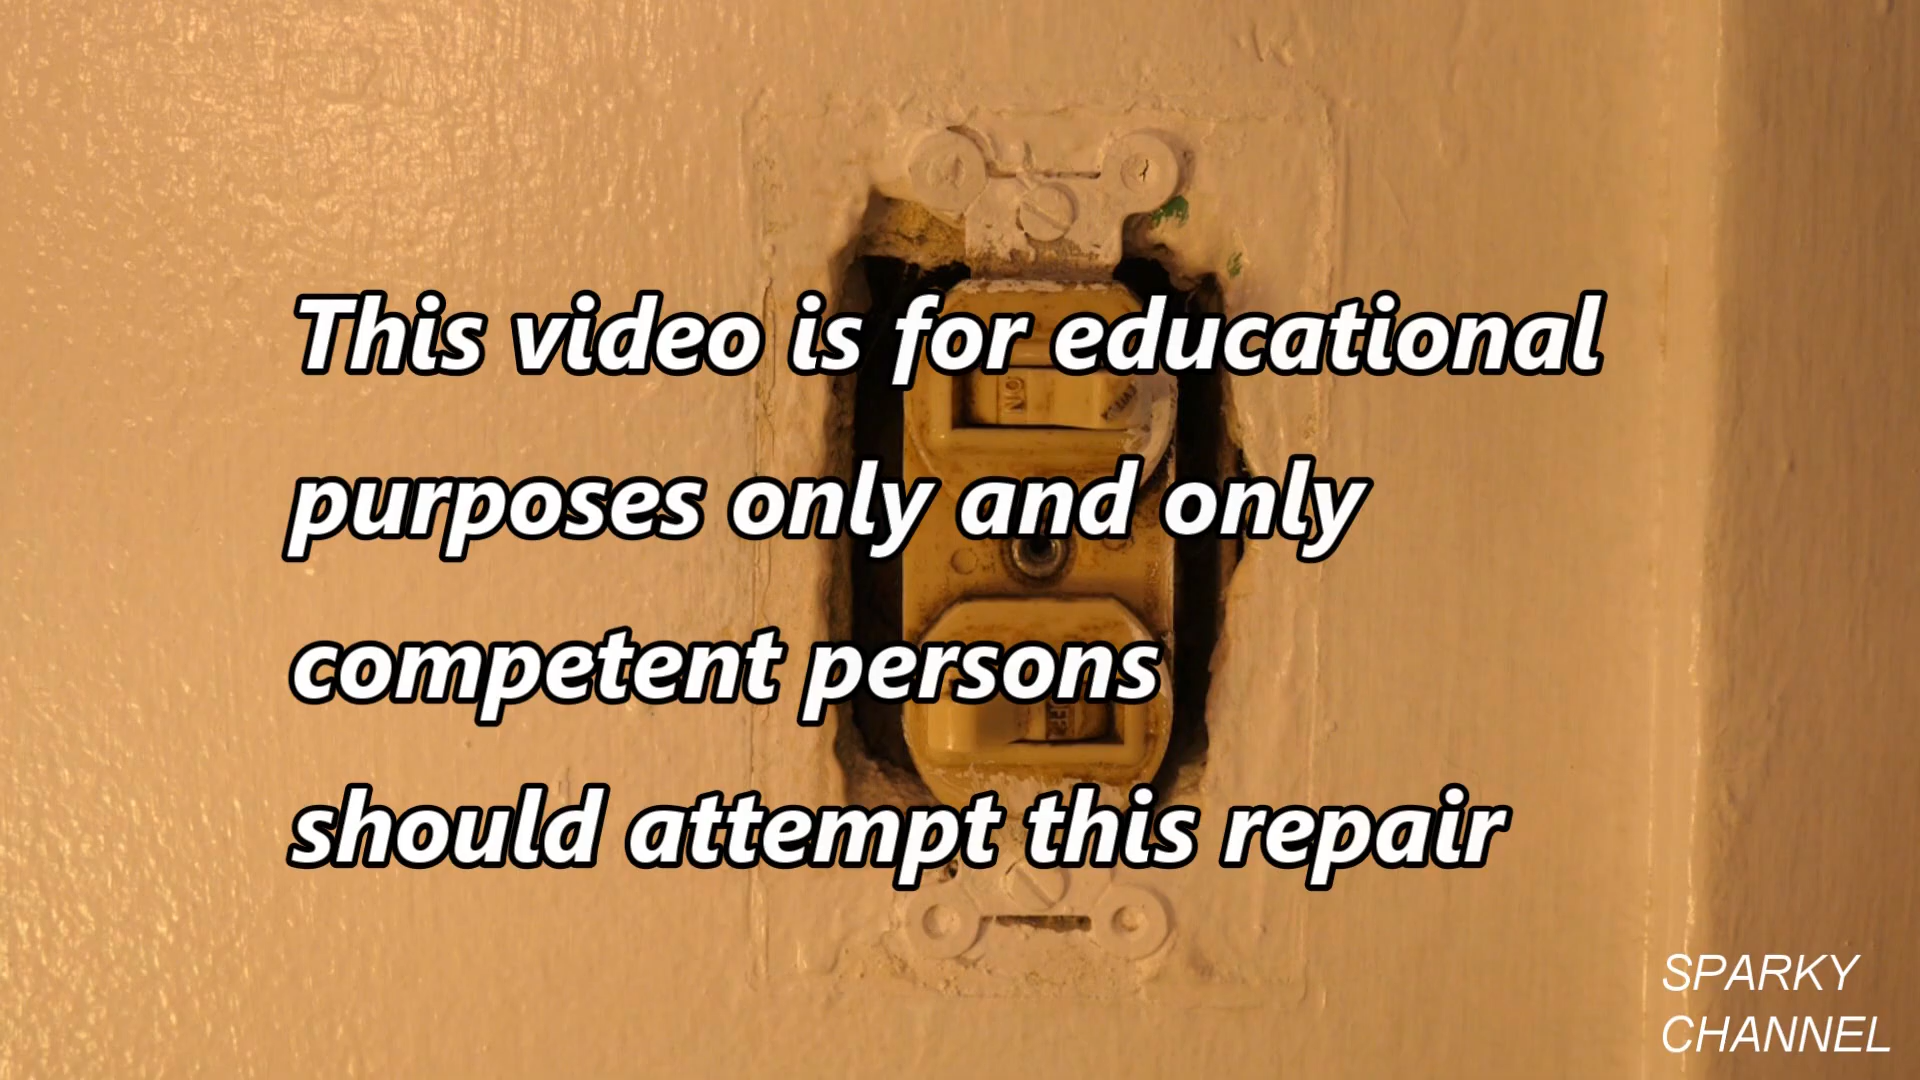 This video is for educational
purposes only and only
competent persons
should attempt this repair
SPARKY
CHANNEL